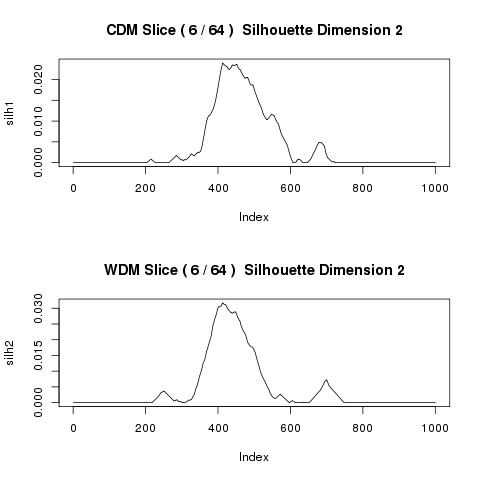 CDM Slice ( 6 / 64 ) Silhouette Dimension 2
silh1
0.020
0.010
0.000
0 200 400 600 800 1000
Index
WDM Slice ( 6 / 64 ) Silhouette Dimension 2
silh2
0.030
0.015
0.000
0 200 400 600 800 1000
Index